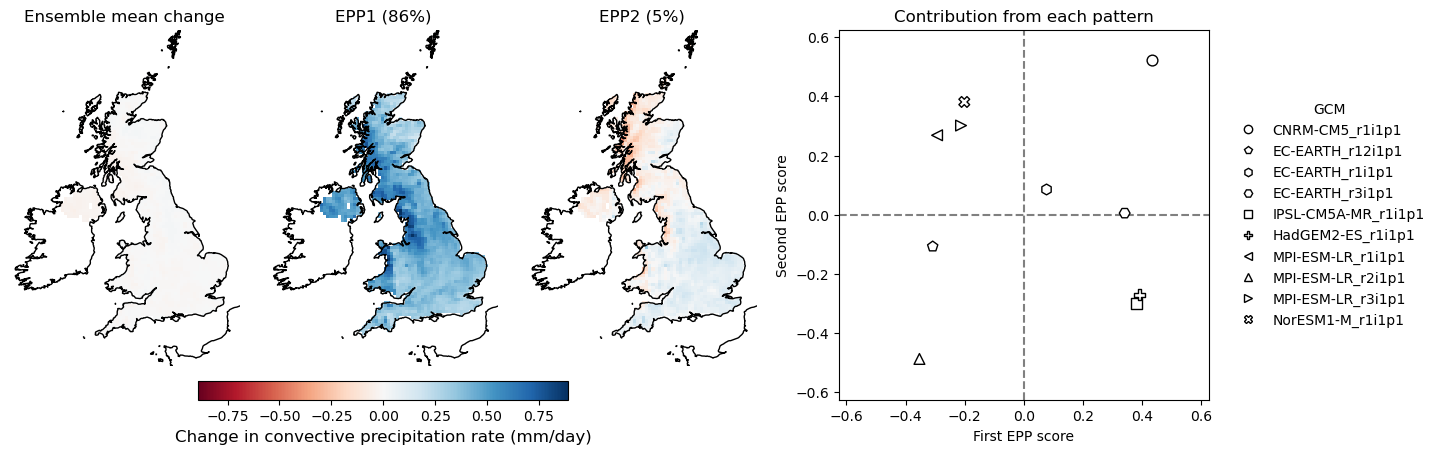 Ensemble mean change
EPP1 (86%)
EPP2 (5%)
Contribution from each pattern
−0.75
−0.50
−0.25
0.00
0.25
0.50
0.75
Change in convective precipitation rate (mm/day)
0.6
0.4
0.2
0.0
−0.2
−0.4
−0.6
Second EPP score
−0.6
−0.4
−0.2
0.0
0.2
0.4
0.6
First EPP score
GCM
CNRM-CM5_r1i1p1
EC-EARTH_r12i1p1
EC-EARTH_r1i1p1
EC-EARTH_r3i1p1
IPSL-CM5A-MR_r1i1p1
HadGEM2-ES_r1i1p1
MPI-ESM-LR_r1i1p1
MPI-ESM-LR_r2i1p1
MPI-ESM-LR_r3i1p1
NorESM1-M_r1i1p1